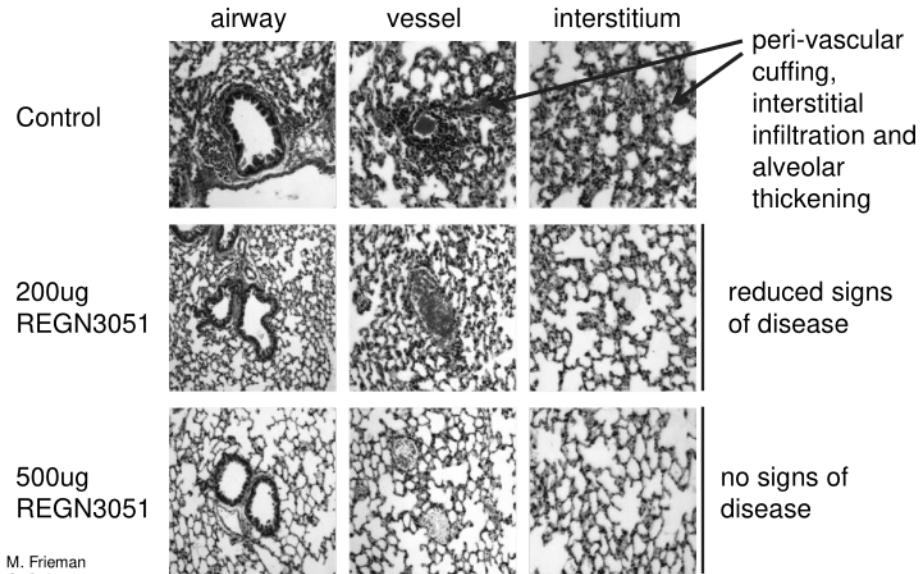 airway
vessel
interstitium
Control
peri-vascular
cuffing,
interstitial
infiltration and
alveolar
thickening
200ug
REGN3051
reduced signs
of disease
500ug
REGN3051
no signs of
disease
M. Frieman